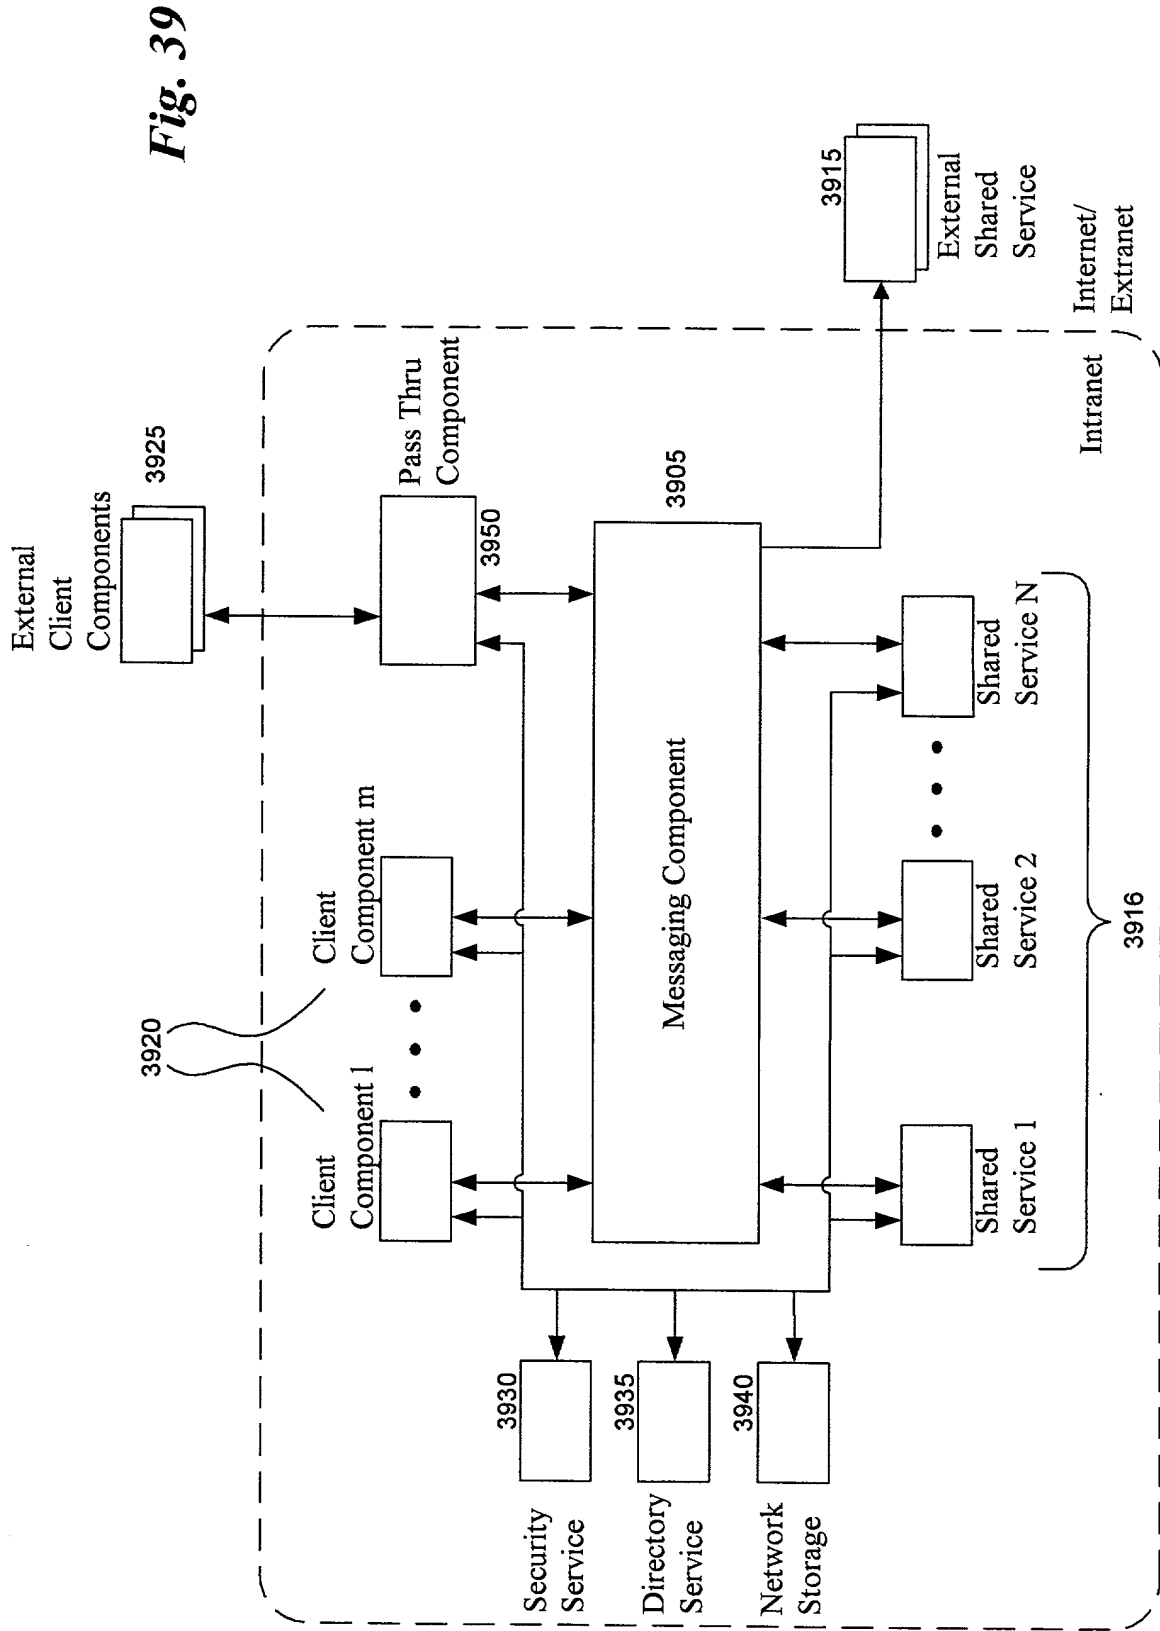 Fig. 39
External
Client
Components
3925
3920
Client
Component 1
Client
Component m
Pass Thru
Component
3950
Security
Service
3930
Directory
Service
3935
Network
Storage
3940
Messaging Component
3905
Shared
Service 1
Shared
Service 2
Shared
Service N
3916
3915
External
Shared
Service
Intranet
Internet/
Extranet